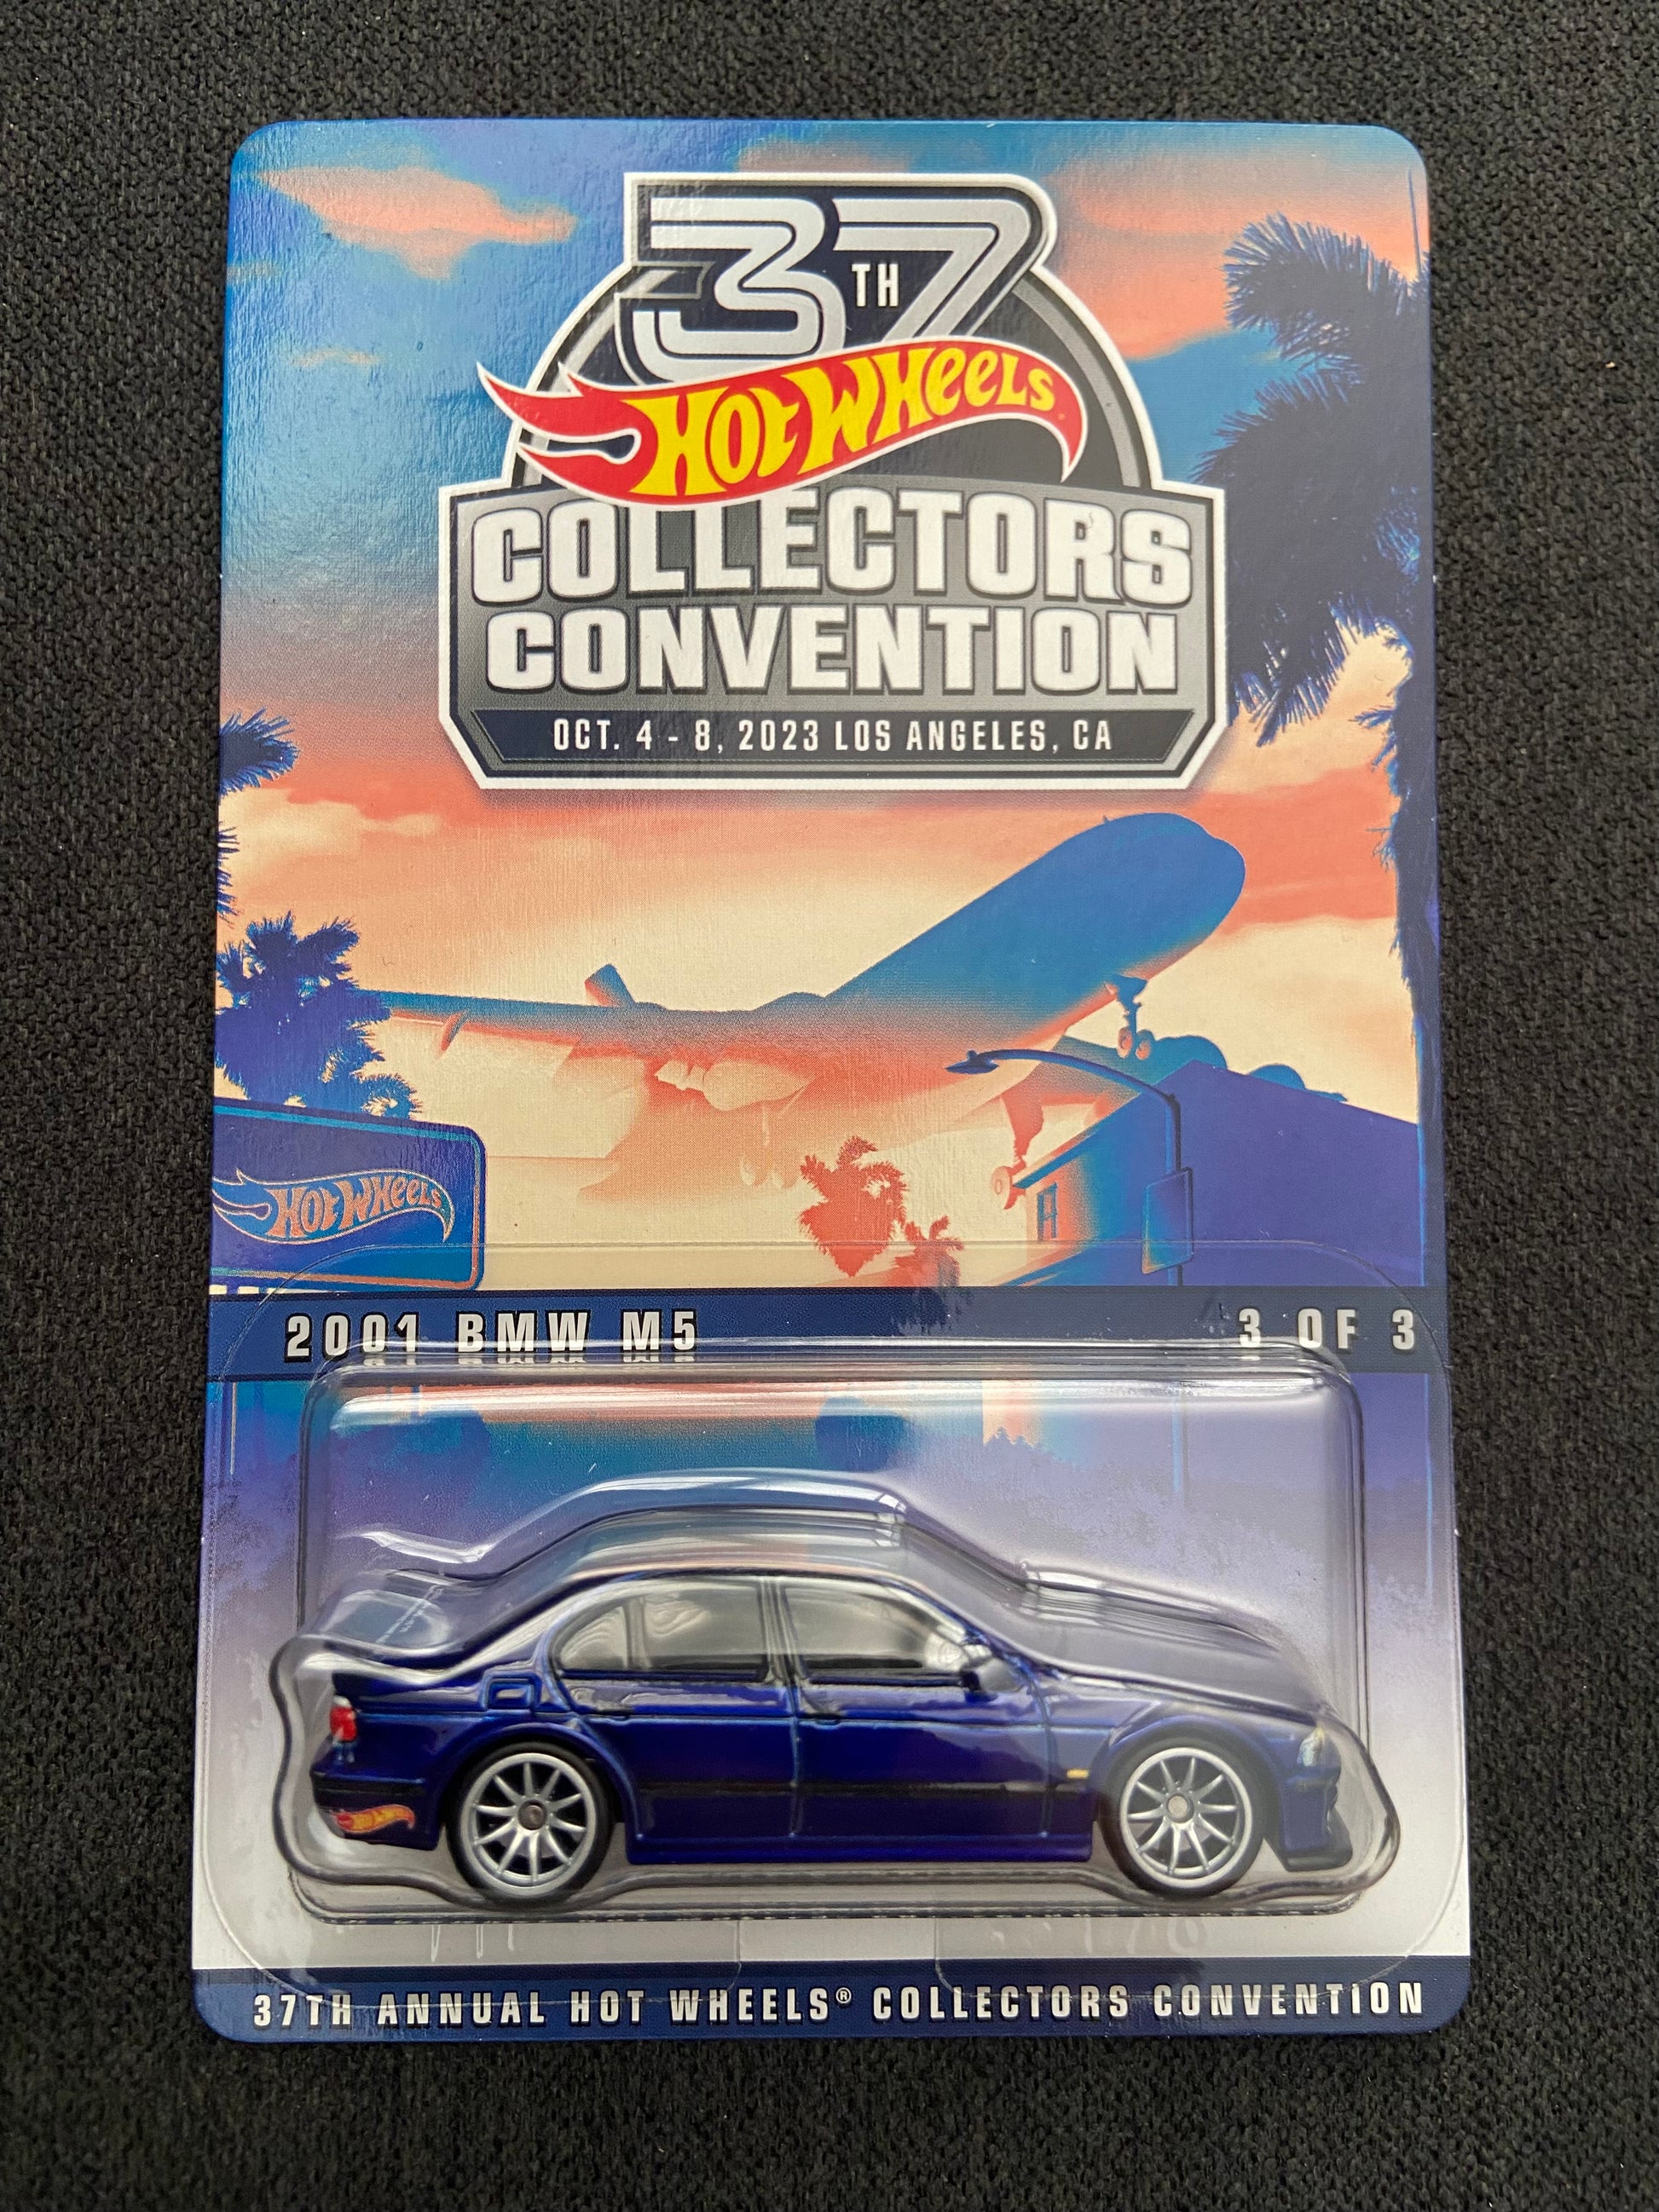 37TH
Hot Wheels
COLLECTORS
CONVENTION
OCT. 4 - 8, 2023 LOS ANGELES, CA
Hot Wheels
2001 BMW M5
3 OF 3
37TH ANNUAL HOT WHEELS® COLLECTORS CONVENTION